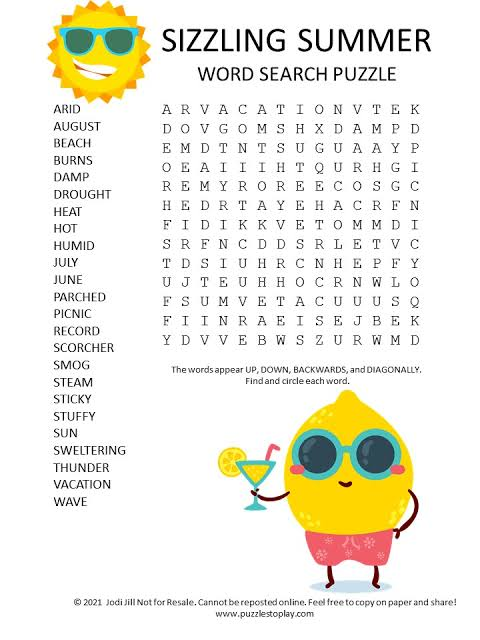 SIZZLING SUMMER
WORD SEARCH PUZZLE
ARID
AUGUST
BEACH
BURNS
DAMP
DROUGHT
HEAT
HOT
HUMID
JULY
JUNE
PARCHED
PICNIC
RECORD
SCORCHER
SMOG
STEAM
STICKY
STUFFY
SUN
SWELTERING
THUNDER
VACATION
WAVE
A R V A C A T I O N V T E K
D O V G O M S H X D A M P D
E M D T N T S U G U A A Y P
O E A I I I H T Q U R H G I
R E M Y R O R E E C O S G C
H E D R T A Y E H A C R F N
F I D I K K V E T O M M D I
S R F N C D D S R L E T V C
T D S I U H R C N H E P F Y
U J T E U H H O C R N W L O
F S U M V E T A C U U U S Q
F I I N R A E I S E J B E K
Y D V V E B W S Z U R W M D
The words appear UP, DOWN, BACKWARDS, and DIAGONALLY.
Find and circle each word.
© 2021 Jodi Jill Not for Resale. Cannot be reposted online. Feel free to copy on paper and share!
www.puzzlestoplay.com